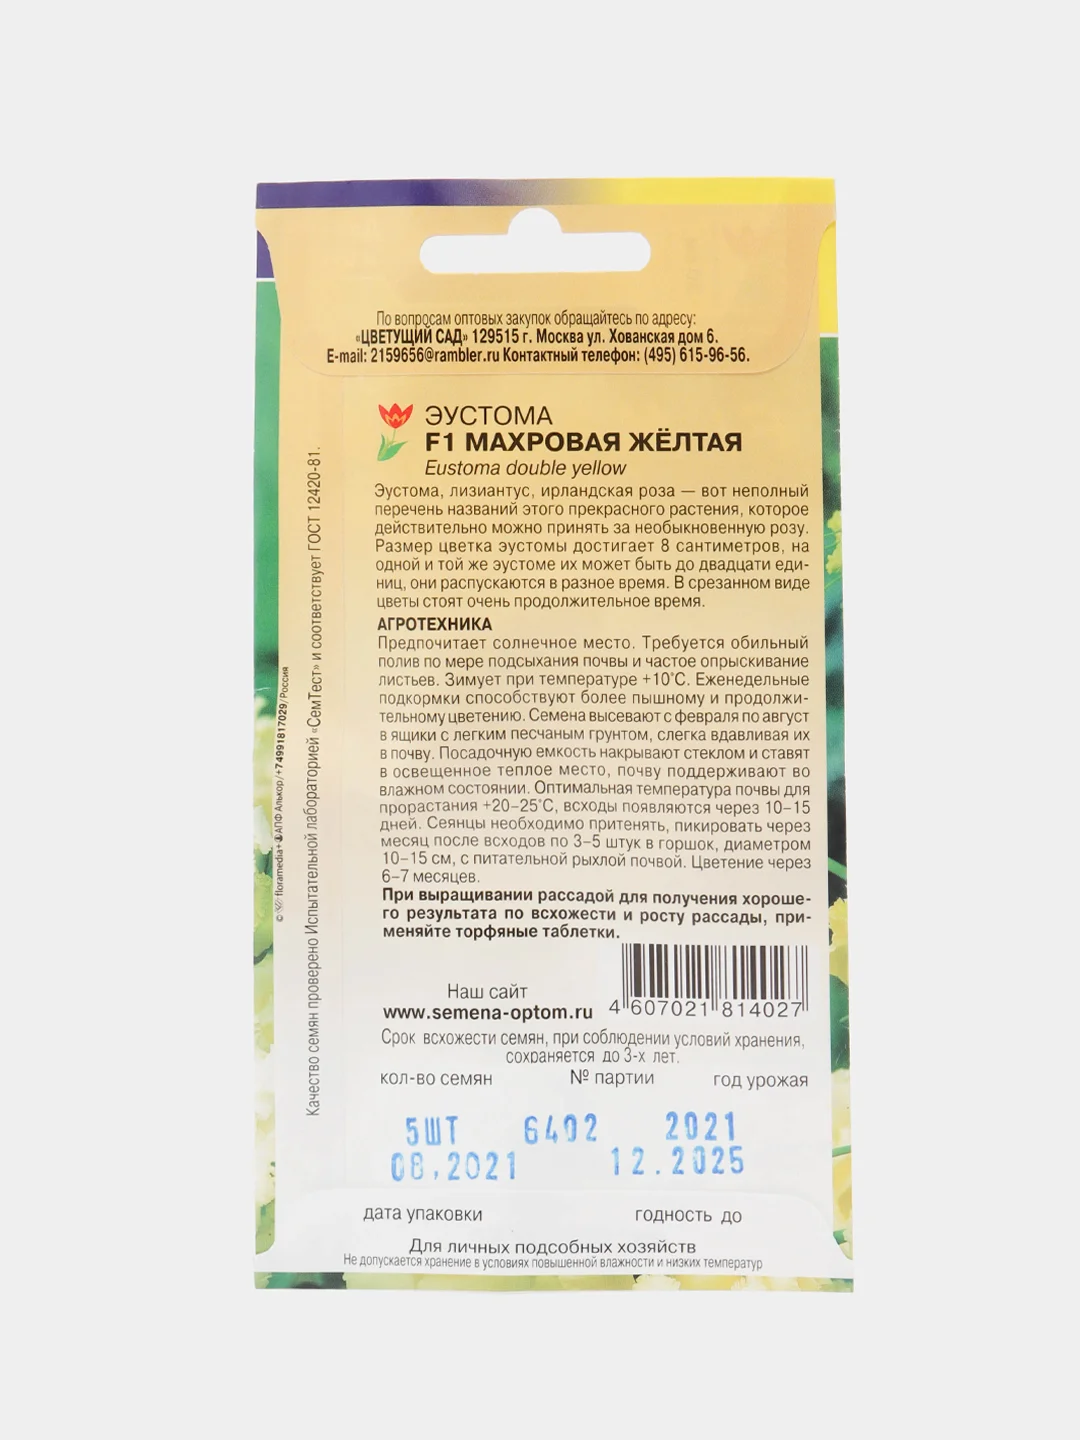 По вопросам оптовых закупок обращайтесь по адресу:
«ЦВЕТУЩИЙ САД» 129515 г. Москва ул. Хованская дом 6.
E-mail: 2159656@rambler.ru Контактный телефон: (495) 615-96-56.
ЭУСТОМА
F1 МАХРОВАЯ ЖЁЛТАЯ
Eustoma double yellow
Эустома, лизиантус, ирландская роза — вот неполный
перечень названий этого прекрасного растения, которое
действительно можно принять за необыкновенную розу.
Размер цветка эустомы достигает 8 сантиметров, на
одной и той же эустоме их может быть до двадцати еди-
ниц, они распускаются в разное время. В срезанном виде
цветы стоят очень продолжительное время.
АГРОТЕХНИКА
Предпочитает солнечное место. Требуется обильный
полив по мере подсыхания почвы и частое опрыскивание
листьев. Зимует при температуре +10°С. Еженедельные
подкормки способствуют более пышному и продолжи-
тельному цветению. Семена высевают с февраля по август
в ящики с легким песчаным грунтом, слегка вдавливая их
в почву. Посадочную емкость накрывают стеклом и ставят
в освещенное теплое место, почву поддерживают во
влажном состоянии. Оптимальная температура почвы для
прорастания +20–25°С, всходы появляются через 10–15
дней. Сеянцы необходимо притенять, пикировать через
месяц после всходов по 3–5 штук в горшок, диаметром
10–15 см, с питательной рыхлой почвой. Цветение через
6–7 месяцев.
При выращивании рассадой для получения хороше-
го результата по всхожести и росту рассады, при-
меняйте торфяные таблетки.
Наш сайт
www.semena-optom.ru
4 607021 814027
Срок всхожести семян, при соблюдении условий хранения,
сохраняется до 3-х лет.
кол-во семян № партии год урожая
5ШТ 6402 2021
08.2021 12.2025
дата упаковки годность до
Для личных подсобных хозяйств
Не допускается хранение в условиях повышенной влажности и низких температур
Качество семян проверено Испытательной лабораторией «СемТест» и соответствует ГОСТ 12420-81.
© floramedia+ АПФ Алькор/+74991817029/Россия